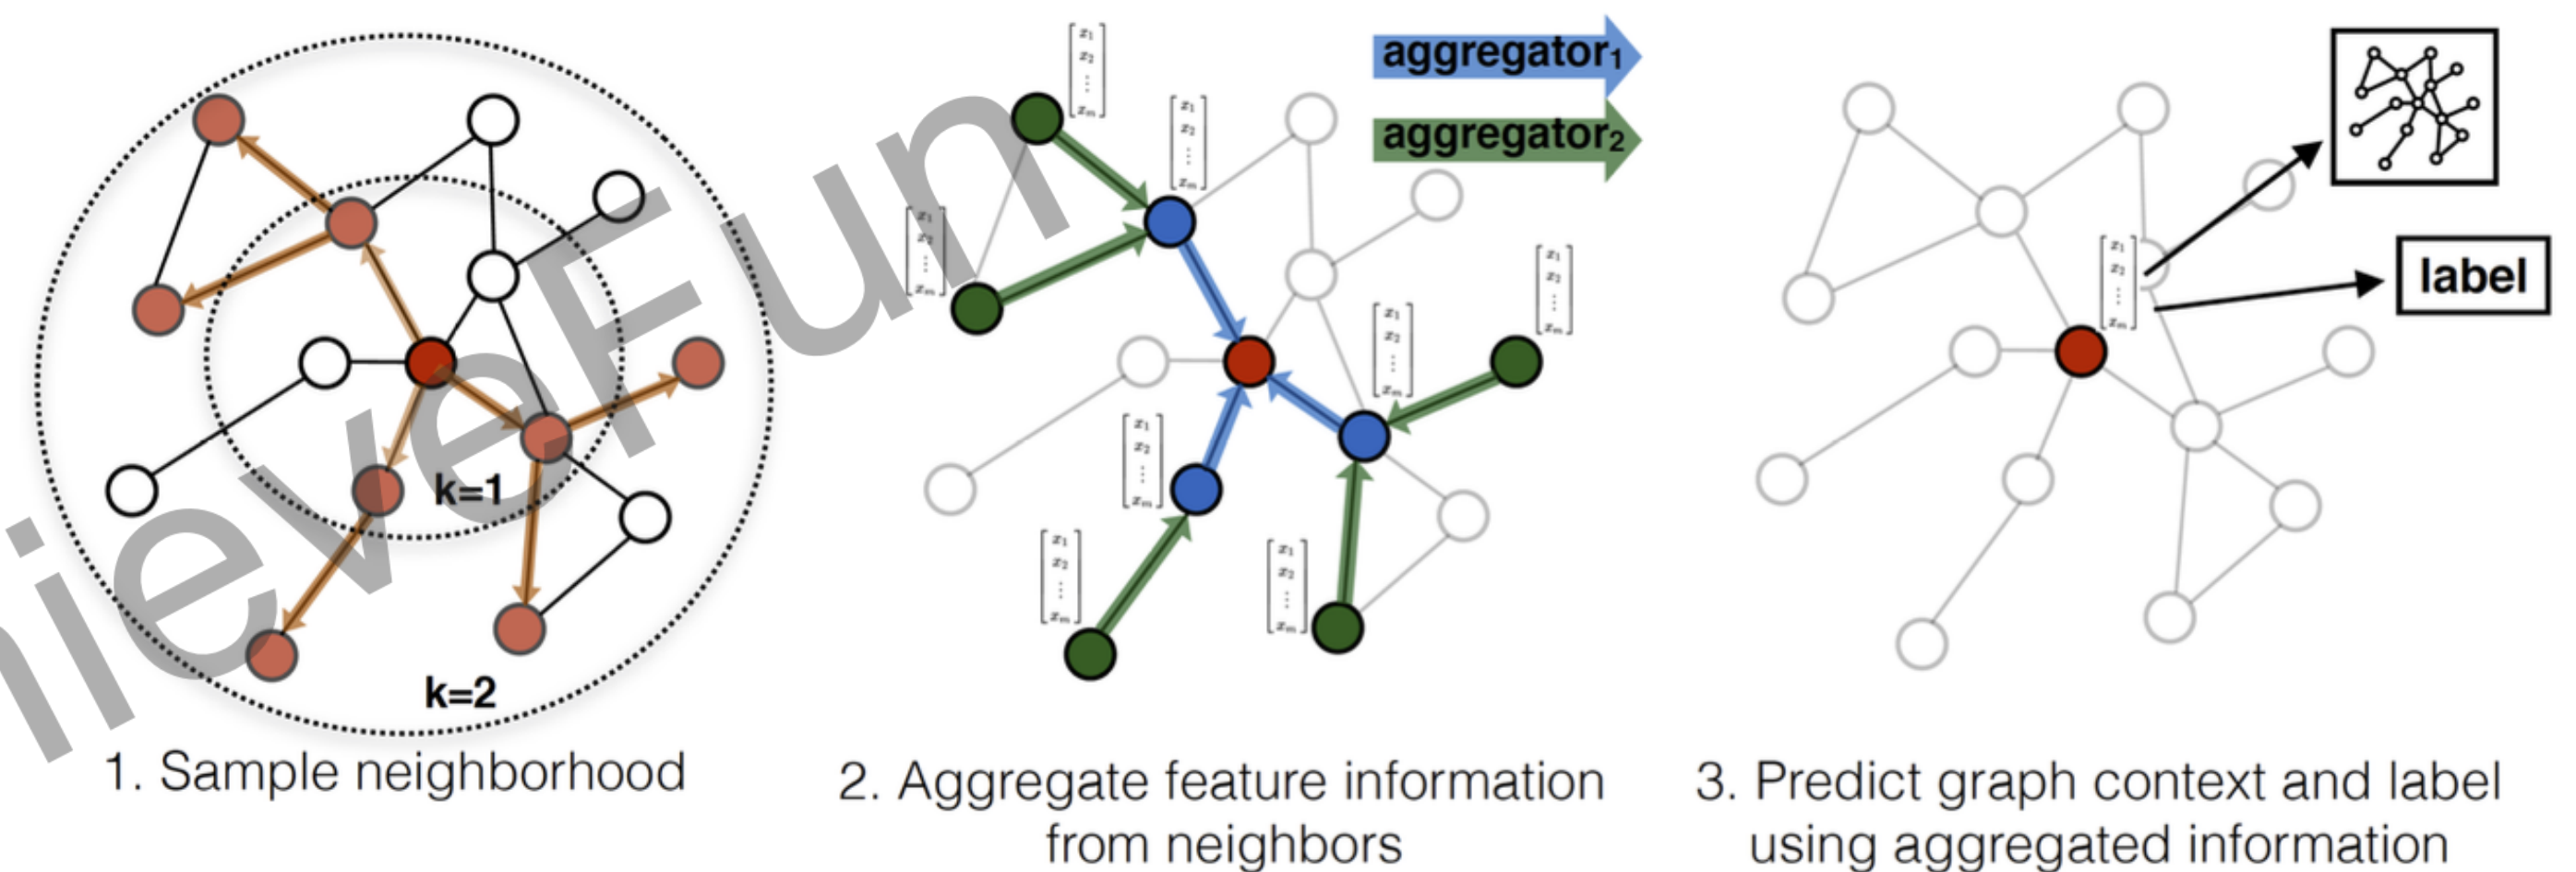 aggregator₁
aggregator₂
label
k=1
k=2
1. Sample neighborhood
2. Aggregate feature information
from neighbors
3. Predict graph context and label
using aggregated information